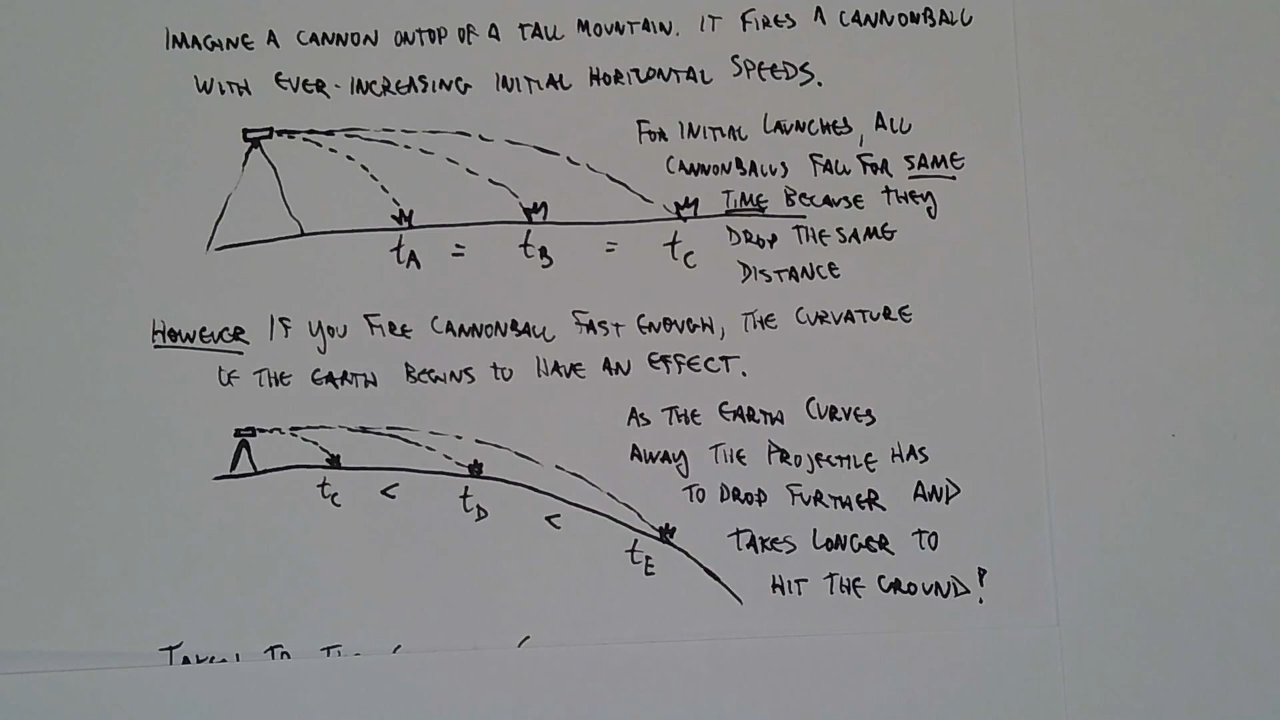 IMAGINE A CANNON ONTOP OF A TALL MOUNTAIN. IT FIRES A CANNONBALL
WITH EVER-INCREASING INITIAL HORIZONTAL SPEEDS.
FOR INITIAL LAUNCHES, ALL
CANNONBALLS FALL FOR SAME
TIME BECAUSE THEY
DROP THE SAME
DISTANCE
tA = tB = tC
HOWEVER IF YOU FIRE CANNONBALL FAST ENOUGH, THE CURVATURE
OF THE EARTH BEGINS TO HAVE AN EFFECT.
AS THE EARTH CURVES
AWAY THE PROJECTILE HAS
TO DROP FURTHER AND
TAKES LONGER TO
HIT THE GROUND!
tC < tD < tE